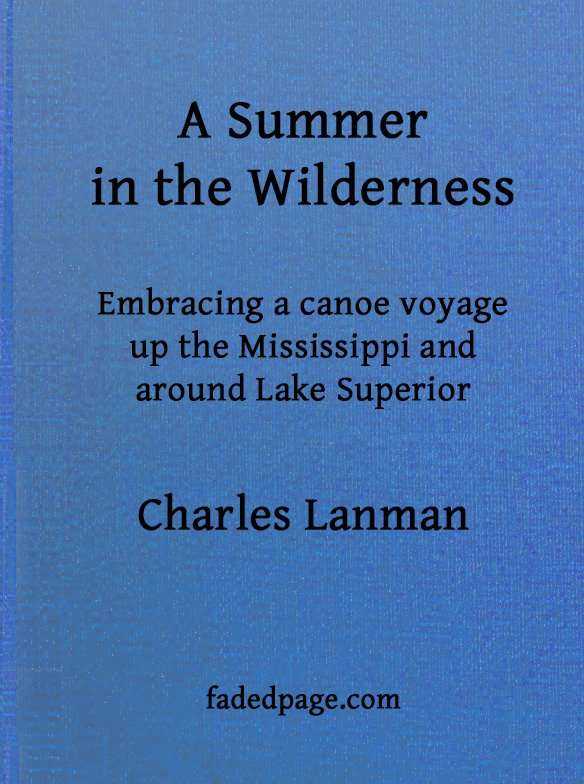 A Summer
in the Wilderness
Embracing a canoe voyage
up the Mississippi and
around Lake Superior
Charles Lanman
fadedpage.com